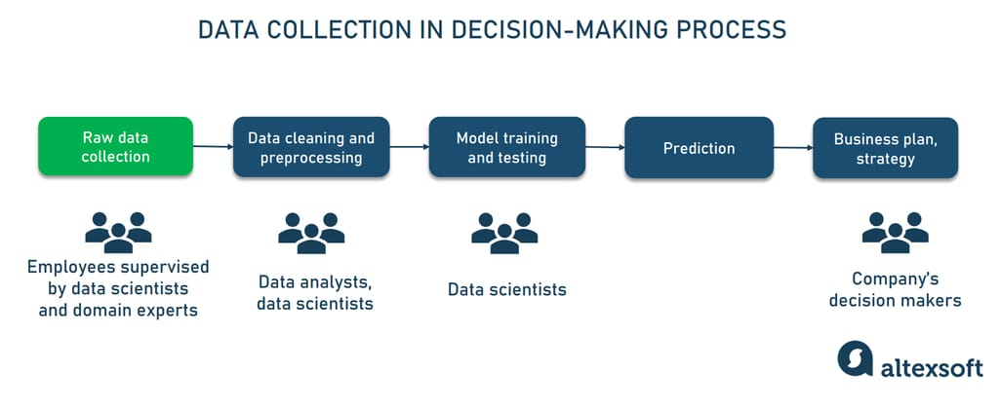 DATA COLLECTION IN DECISION-MAKING PROCESS
Raw data
collection
Data cleaning and
preprocessing
Model training
and testing
Prediction
Business plan,
strategy
Employees supervised
by data scientists
and domain experts
Data analysts,
data scientists
Data scientists
Company's
decision makers
altexsoft